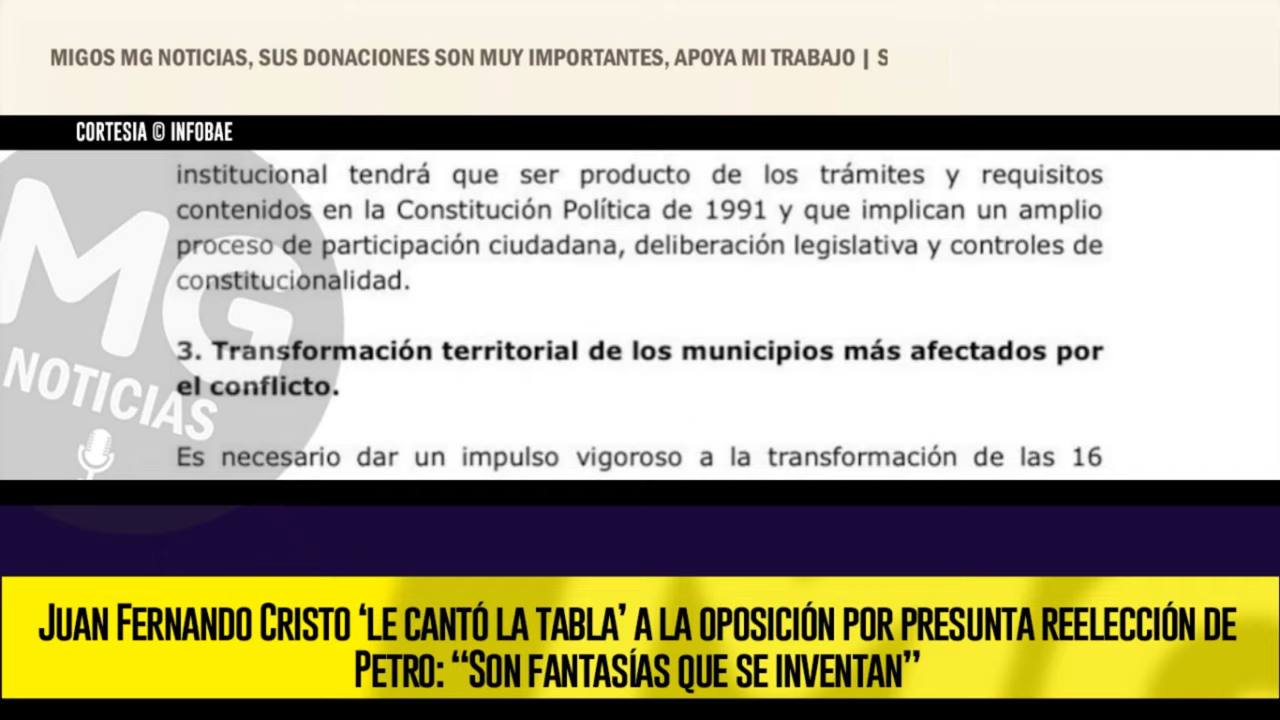 MIGOS MG NOTICIAS, SUS DONACIONES SON MUY IMPORTANTES, APOYA MI TRABAJO | S
CORTESIA © INFOBAE
institucional tendrá que ser producto de los trámites y requisitos
contenidos en la Constitución Política de 1991 y que implican un amplio
proceso de participación ciudadana, deliberación legislativa y controles de
constitucionalidad.
MG
NOTICIAS
3. Transformación territorial de los municipios más afectados por
el conflicto.
Es necesario dar un impulso vigoroso a la transformación de las 16
JUAN FERNANDO CRISTO ‘LE CANTÓ LA TABLA’ A LA OPOSICIÓN POR PRESUNTA REELECCIÓN DE
PETRO: “SON FANTASÍAS QUE SE INVENTAN”